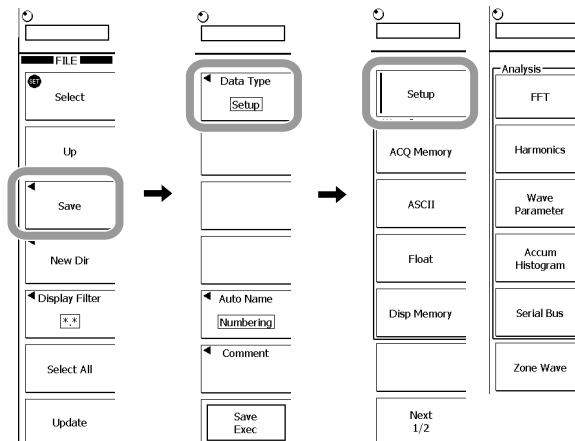 FILE
SET
Select
Up
Save
New Dir
Display Filter
*.*
Select All
Update
Data Type
Setup
Auto Name
Numbering
Comment
Save
Exec
Setup
ACQ Memory
ASCII
Float
Disp Memory
Next
1/2
Analysis
FFT
Harmonics
Wave
Parameter
Accum
Histogram
Serial Bus
Zone Wave